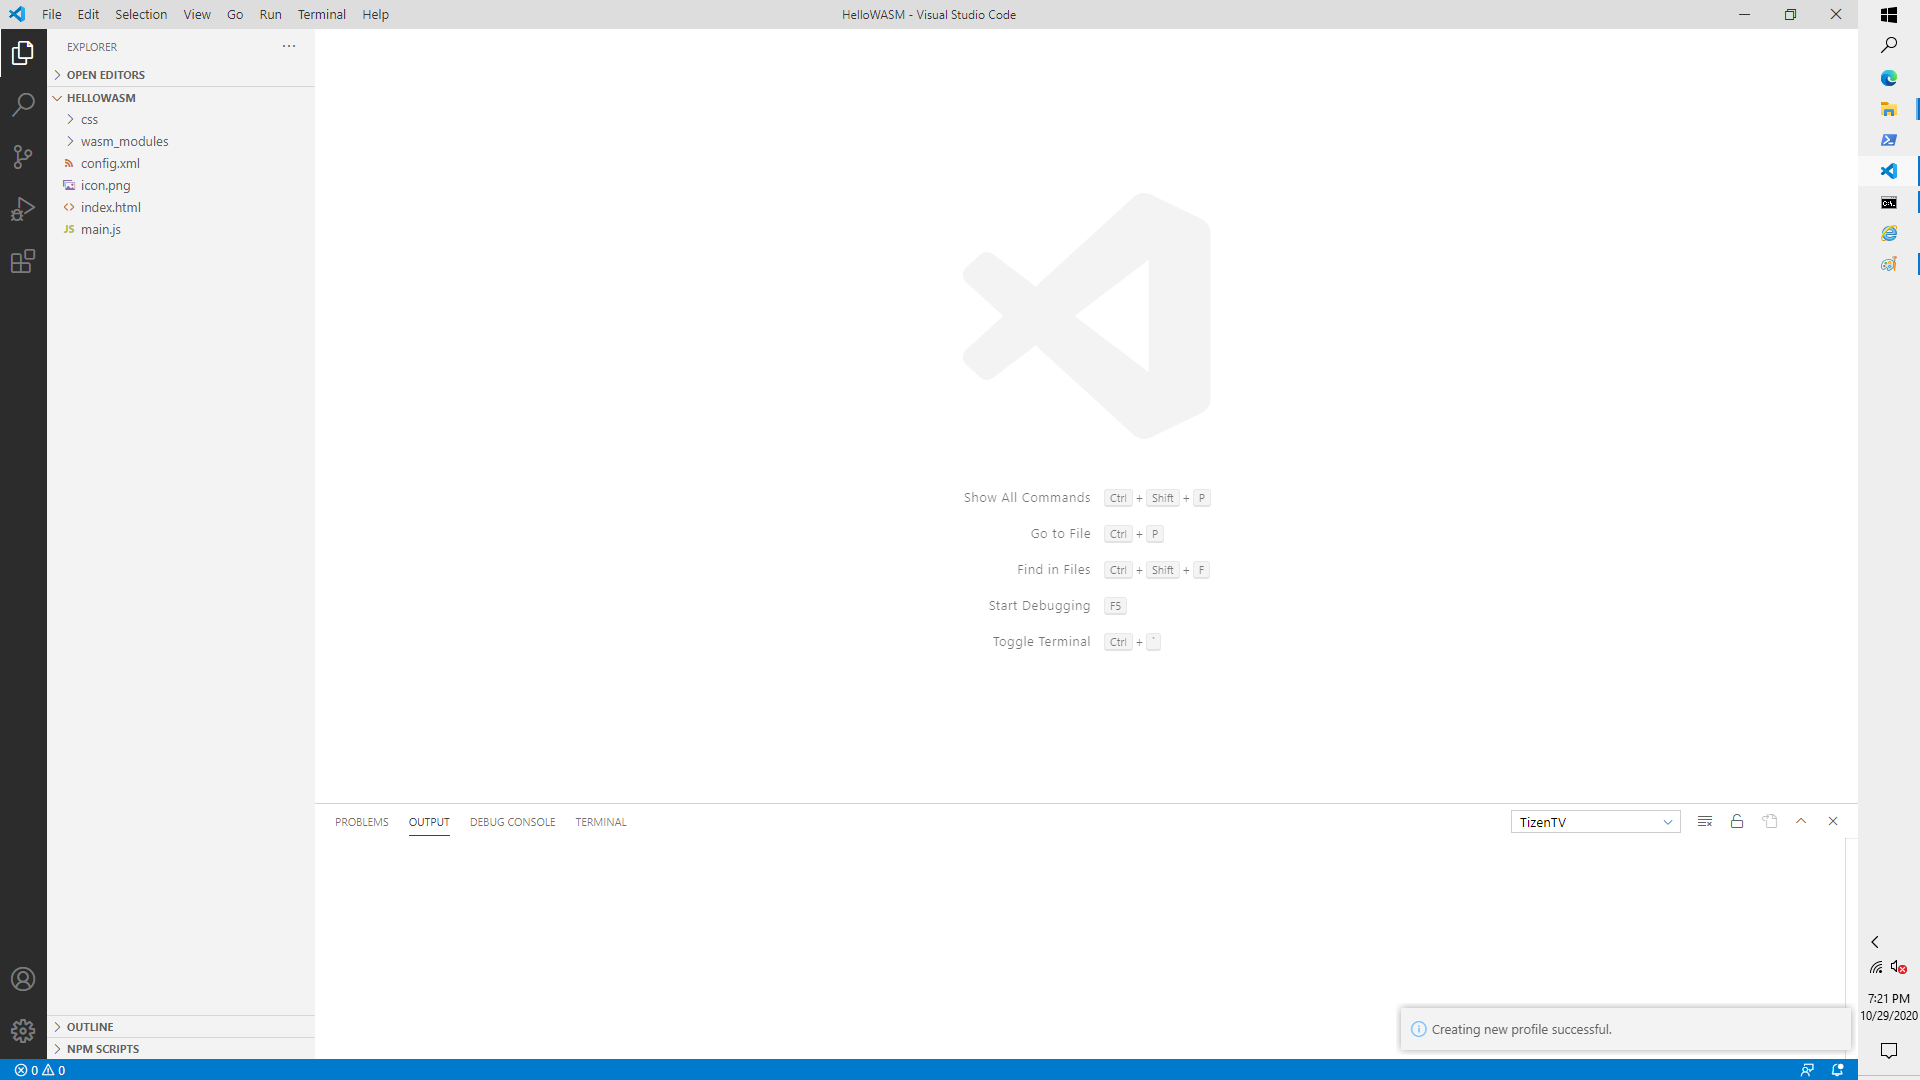 File Edit Selection View Go Run Terminal Help
HelloWASM - Visual Studio Code
EXPLORER
OPEN EDITORS
HELLOWASM
css
wasm_modules
config.xml
icon.png
index.html
JS main.js
Show All Commands Ctrl + Shift + P
Go to File Ctrl + P
Find in Files Ctrl + Shift + F
Start Debugging F5
Toggle Terminal Ctrl + `
PROBLEMS OUTPUT DEBUG CONSOLE TERMINAL
TizenTV
OUTLINE
NPM SCRIPTS
Creating new profile successful.
0 0
7:21 PM
10/29/2020